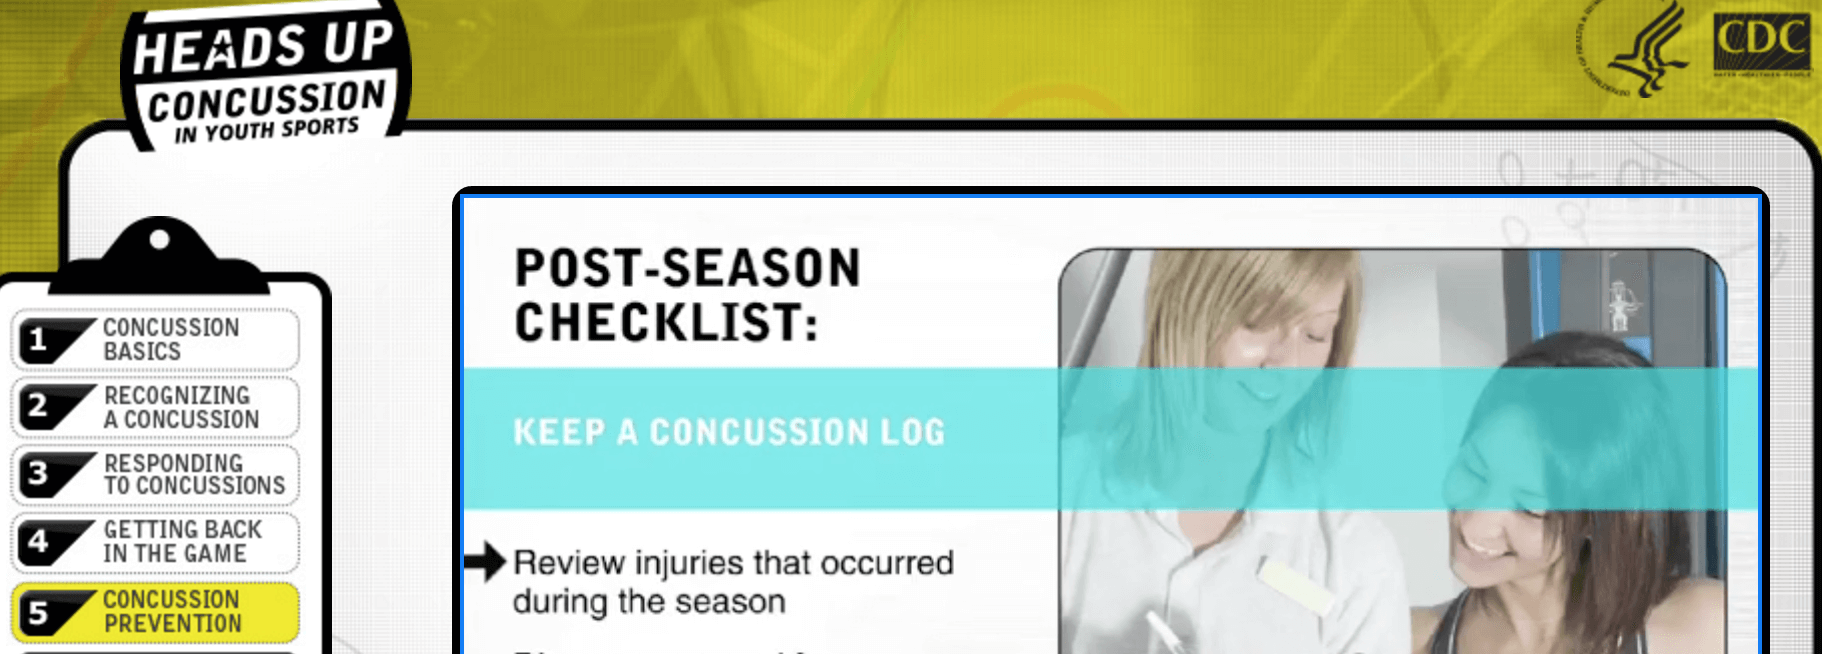 HEADS UP
CONCUSSION
IN YOUTH SPORTS
CDC
1 CONCUSSION
BASICS
2 RECOGNIZING
A CONCUSSION
3 RESPONDING
TO CONCUSSIONS
4 GETTING BACK
IN THE GAME
5 CONCUSSION
PREVENTION
POST-SEASON
CHECKLIST:
KEEP A CONCUSSION LOG
Review injuries that occurred
during the season